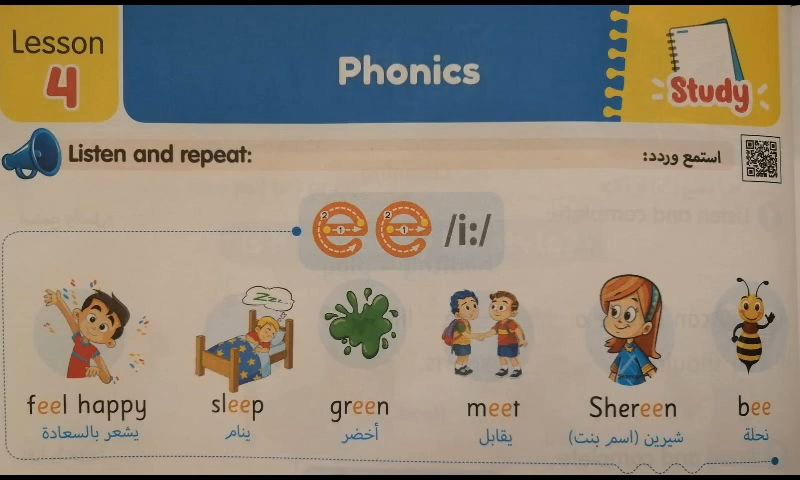 Lesson
4
Phonics
Study
Listen and repeat:
استمع وردد:
ee /i:/
Zz
feel happy
يشعر بالسعادة
sleep
ينام
green
أخضر
meet
يقابل
Shereen
شيرين (اسم بنت)
bee
نحلة